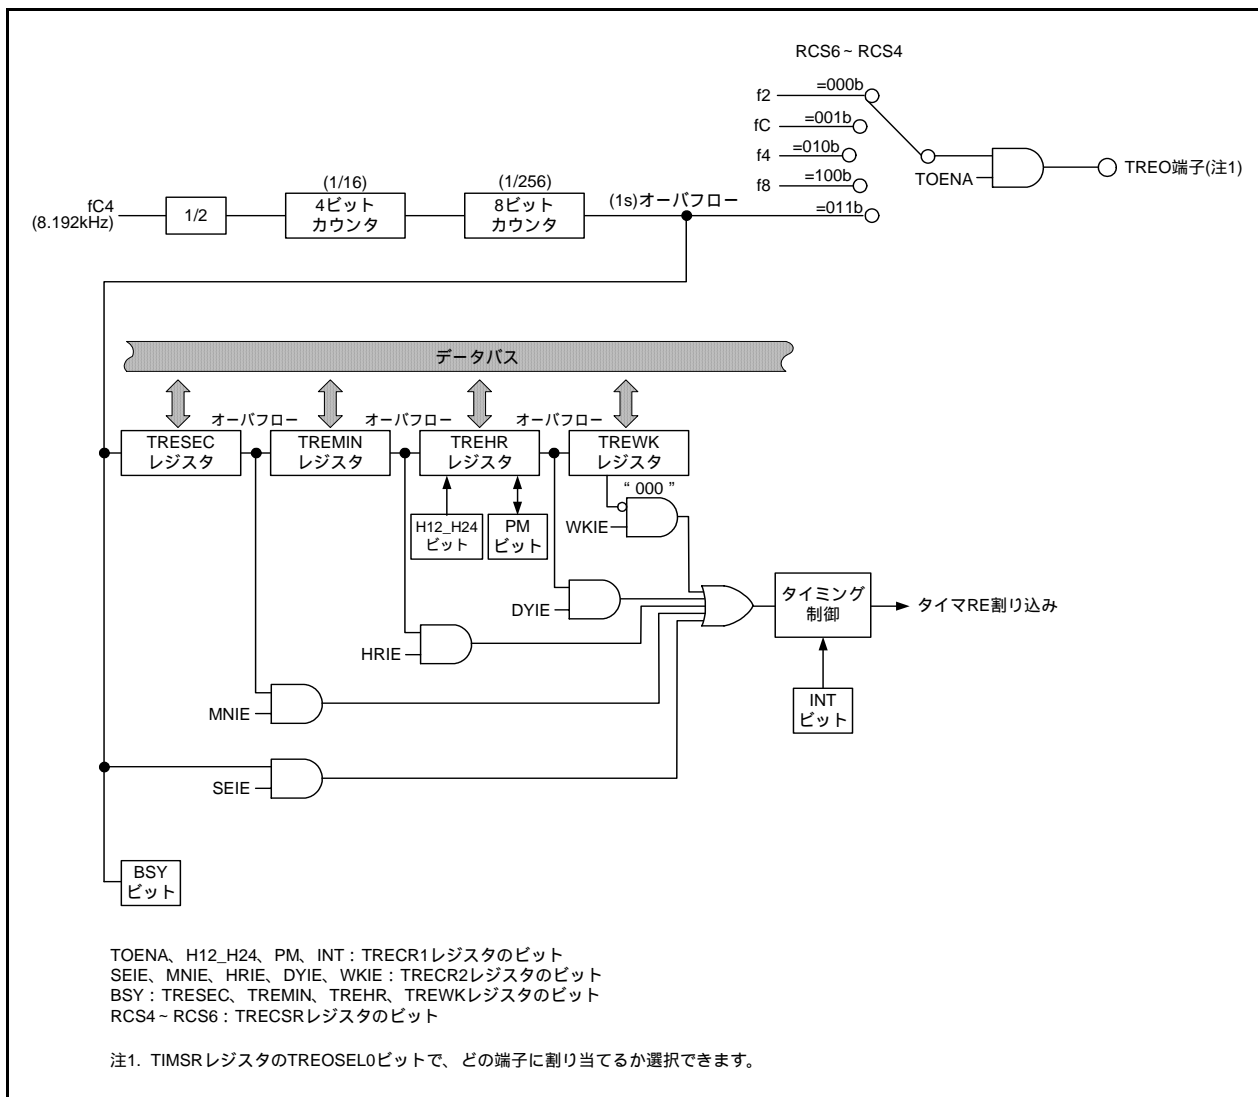 RCS6~RCS4
f2
=000b
fC
=001b
f4
=010b
f8
=100b
=011b
TOENA
TREO端子(注1)
fC4
(8.192kHz)
1/2
(1/16)
4ビット
カウンタ
(1/256)
8ビット
カウンタ
(1s)オーバフロー
データバス
オーバフロー
オーバフロー
オーバフロー
TRESEC
レジスタ
TREMIN
レジスタ
TREHR
レジスタ
TREWK
レジスタ
“ 000 ”
H12_H24
ビット
PM
ビット
WKIE
DYIE
HRIE
MNIE
SEIE
タイミング
制御
タイマRE割り込み
INT
ビット
BSY
ビット
TOENA、H12_H24、PM、INT:TRECR1レジスタのビット
SEIE、MNIE、HRIE、DYIE、WKIE:TRECR2レジスタのビット
BSY:TRESEC、TREMIN、TREHR、TREWKレジスタのビット
RCS4~RCS6:TRECSRレジスタのビット
注1. TIMSRレジスタのTREOSEL0ビットで、どの端子に割り当てるか選択できます。